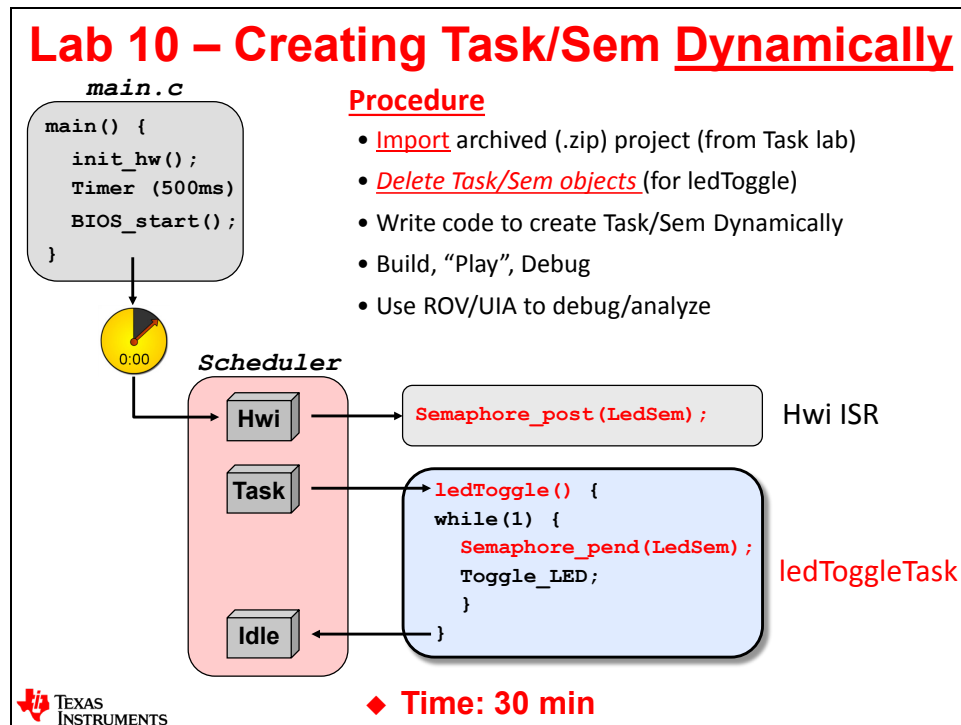 Lab 10 – Creating Task/Sem Dynamically
main.c
main() {
init_hw();
Timer (500ms)
BIOS_start();
}
Procedure
• Import archived (.zip) project (from Task lab)
• Delete Task/Sem objects (for ledToggle)
• Write code to create Task/Sem Dynamically
• Build, “Play”, Debug
• Use ROV/UIA to debug/analyze
0:00
Scheduler
Hwi
Semaphore_post(LedSem);
Hwi ISR
Task
ledToggle() {
while(1) {
Semaphore_pend(LedSem);
Toggle_LED;
}
}
ledToggleTask
Idle
TEXAS
INSTRUMENTS
◆ Time: 30 min